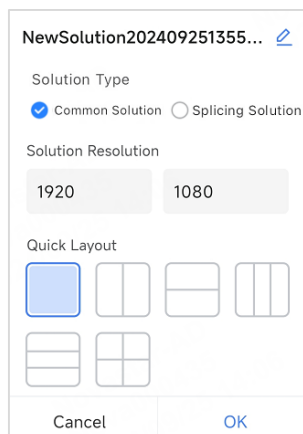 NewSolution202409251355...
Solution Type
Common Solution Splicing Solution
Solution Resolution
1920 1080
Quick Layout
Cancel OK